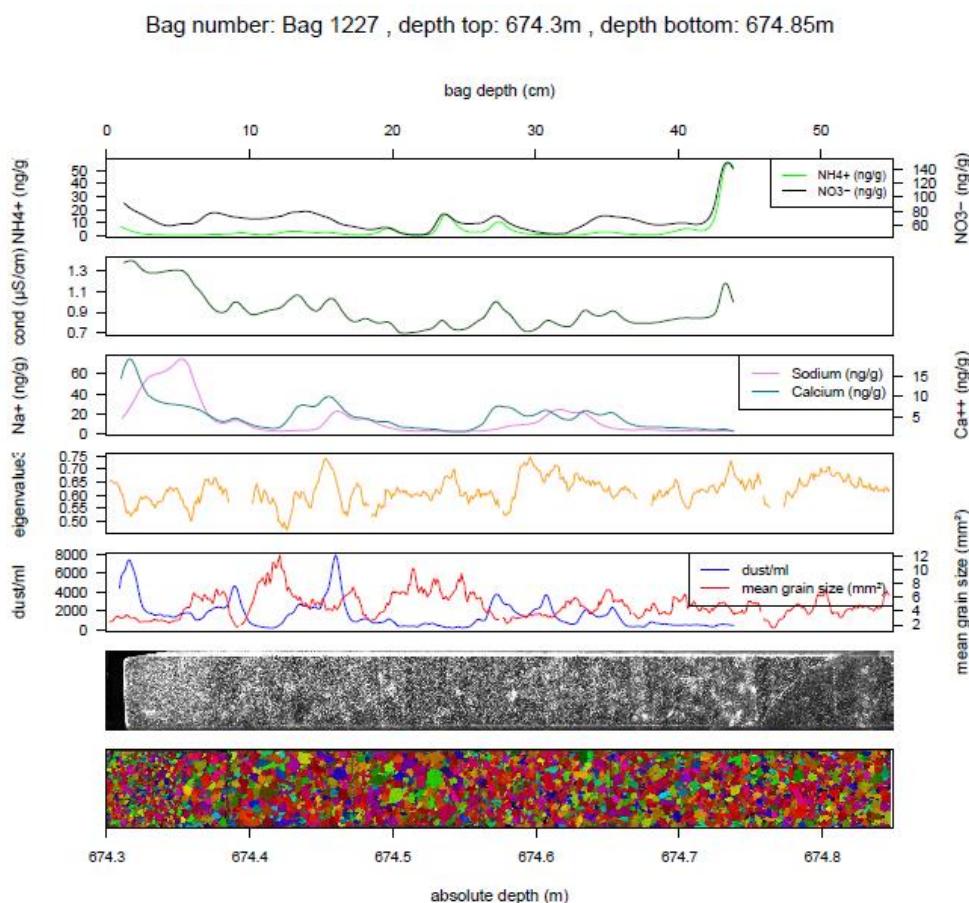 Bag number: Bag 1227 , depth top: 674.3m , depth bottom: 674.85m
bag depth (cm)
0 10 20 30 40 50
NH4+ (ng/g
50
40
30
20
10
0
NH4+ (ng/g)
NO3− (ng/g)
140
120
100
80
60
NO3− (ng/g)
cond (µS/cm)
1.3
1.1
0.9
0.7
Na+ (ng/g)
60
40
20
0
Sodium (ng/g)
Calcium (ng/g)
15
10
5
Ca++ (ng/g)
eigenvalue3
0.75
0.70
0.65
0.60
0.55
0.50
dust/ml
8000
6000
4000
2000
0
dust/ml
mean grain size (mm²)
12
10
8
6
4
2
mean grain size (mm²)
674.3 674.4 674.5 674.6 674.7 674.8
absolute depth (m)